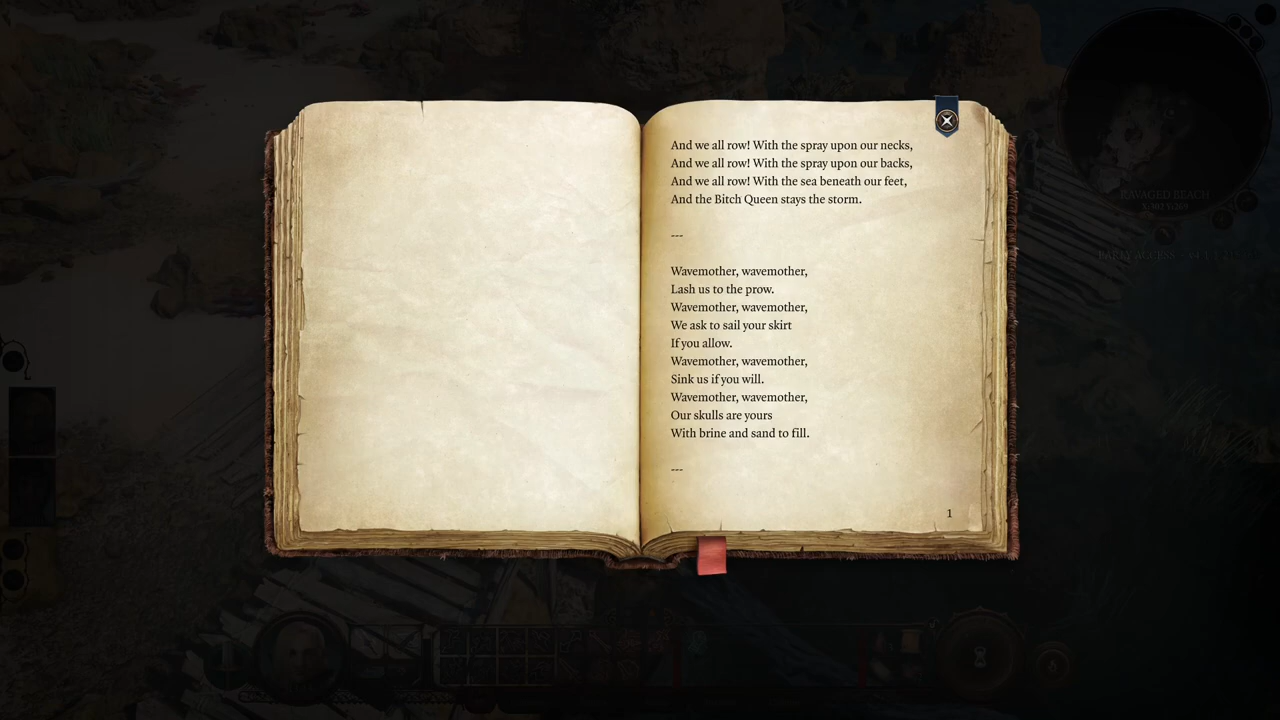 And we all row! With the spray upon our necks,
And we all row! With the spray upon our backs,
And we all row! With the sea beneath our feet,
And the Bitch Queen stays the storm.
---
Wavemother, wavemother,
Lash us to the prow.
Wavemother, wavemother,
We ask to sail your skirt
If you allow.
Wavemother, wavemother,
Sink us if you will.
Wavemother, wavemother,
Our skulls are yours
With brine and sand to fill.
---
1
RAVAGED BEACH